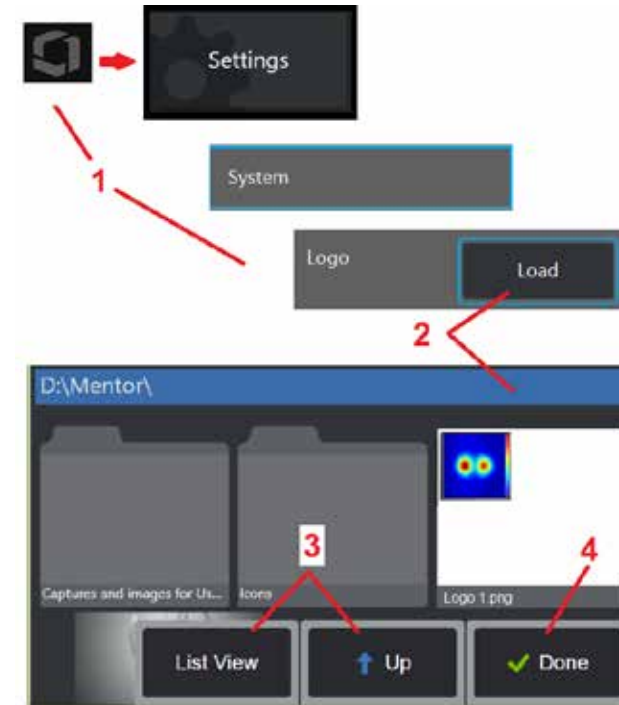 Settings
1
System
Logo
Load
2
D:\Mentor\
3
4
Captures and images for Us...
Icons
Logo 1.png
List View
Up
Done